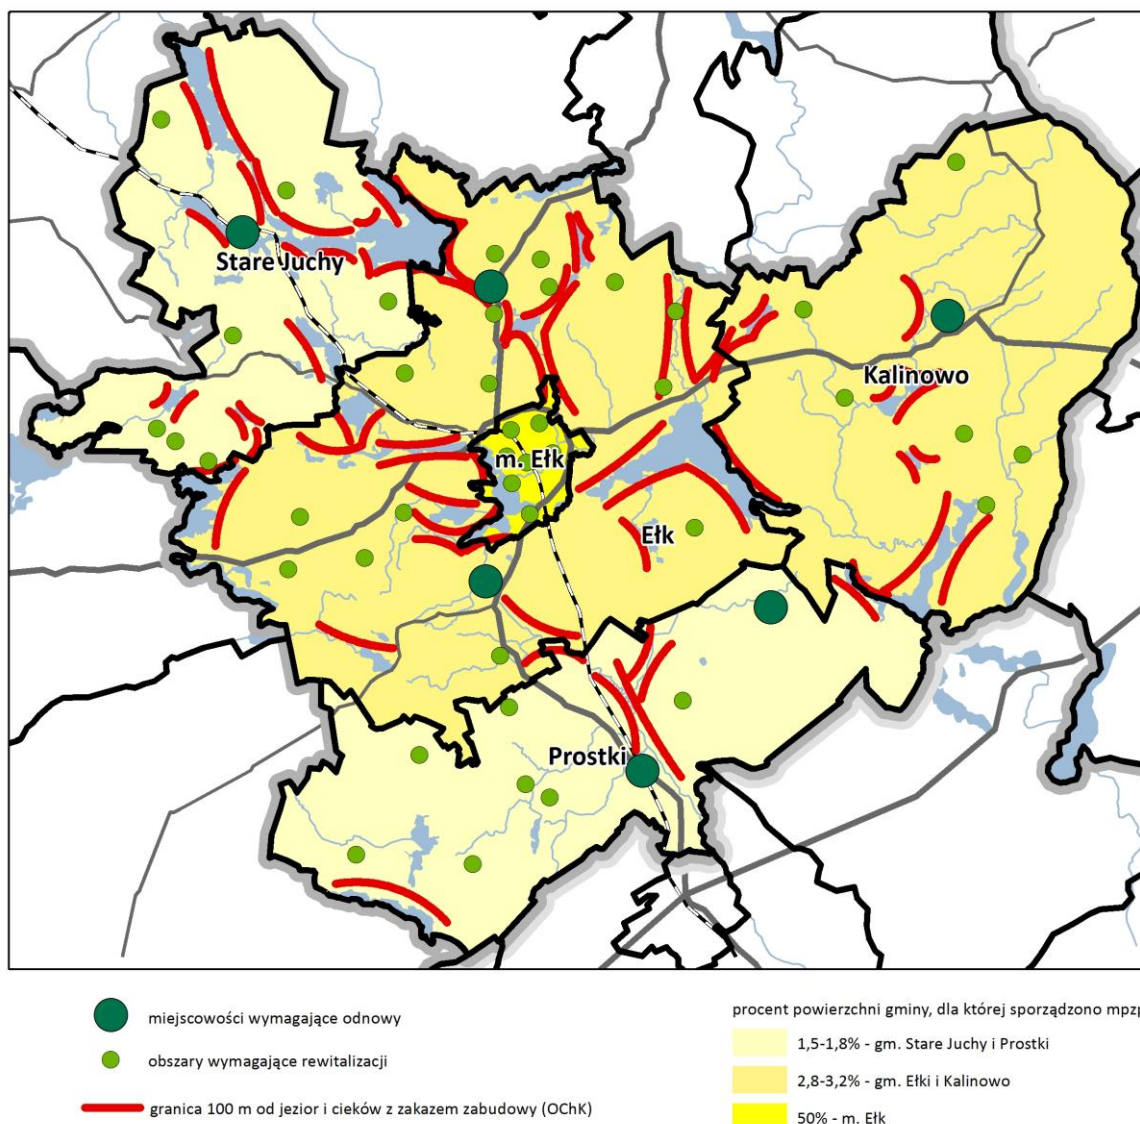 Stare Juchy
Kalinowo
m. Ełk
Ełk
Prostki
miejscowości wymagające odnowy
obszary wymagające rewitalizacji
granica 100 m od jezior i cieków z zakazem zabudowy (OChK)
procent powierzchni gminy, dla której sporządzono mpzp
1,5-1,8% - gm. Stare Juchy i Prostki
2,8-3,2% - gm. Ełki i Kalinowo
50% - m. Ełk